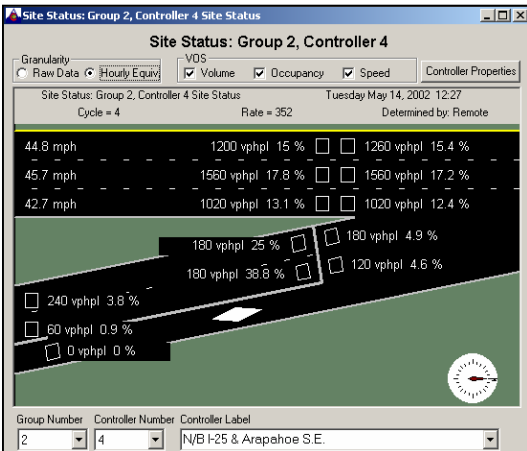 Site Status: Group 2, Controller 4 Site Status
Site Status: Group 2, Controller 4
Granularity
VOS
Raw Data Hourly Equiv. Volume Occupancy Speed Controller Properties
Site Status: Group 2, Controller 4 Site Status Tuesday May 14, 2002 12:27
Cycle = 4 Rate = 352 Determined by: Remote
44.8 mph 1200 vphpl 15 % 1260 vphpl 15.4 %
45.7 mph 1560 vphpl 17.8 % 1560 vphpl 17.2 %
42.7 mph 1020 vphpl 13.1 % 1020 vphpl 12.4 %
180 vphpl 25 % 180 vphpl 4.9 %
180 vphpl 38.8 % 120 vphpl 4.6 %
240 vphpl 3.8 %
60 vphpl 0.9 %
0 vphpl 0 %
Group Number Controller Number Controller Label
2 4 N/B I-25 & Arapahoe S.E.